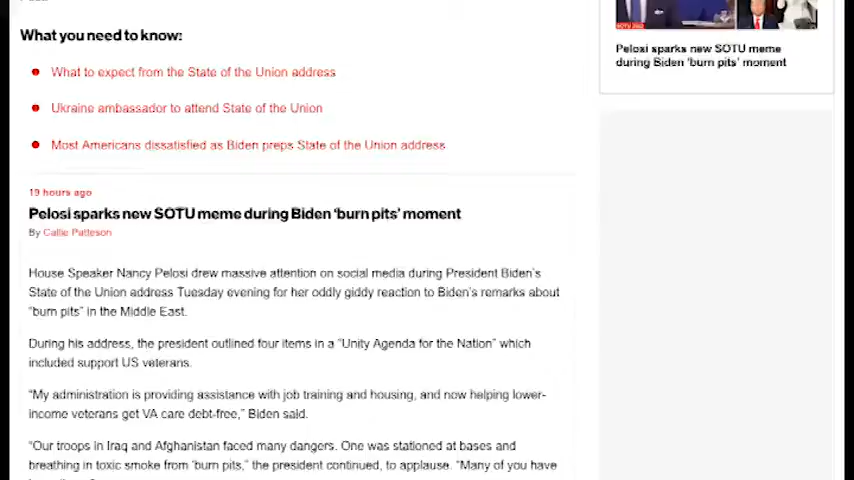 What you need to know:
What to expect from the State of the Union address
Ukraine ambassador to attend State of the Union
Most Americans dissatisfied as Biden preps State of the Union address
19 hours ago
Pelosi sparks new SOTU meme during Biden ‘burn pits’ moment
By Callie Patteson
House Speaker Nancy Pelosi drew massive attention on social media during President Biden’s
State of the Union address Tuesday evening for her oddly giddy reaction to Biden’s remarks about
“burn pits” in the Middle East.
During his address, the president outlined four items in a “Unity Agenda for the Nation” which
included support US veterans.
“My administration is providing assistance with job training and housing, and now helping lower-
income veterans get VA care debt-free,” Biden said.
“Our troops in Iraq and Afghanistan faced many dangers. One was stationed at bases and
breathing in toxic smoke from ‘burn pits,” the president continued, to applause. “Many of you have
Pelosi sparks new SOTU meme
during Biden ‘burn pits’ moment